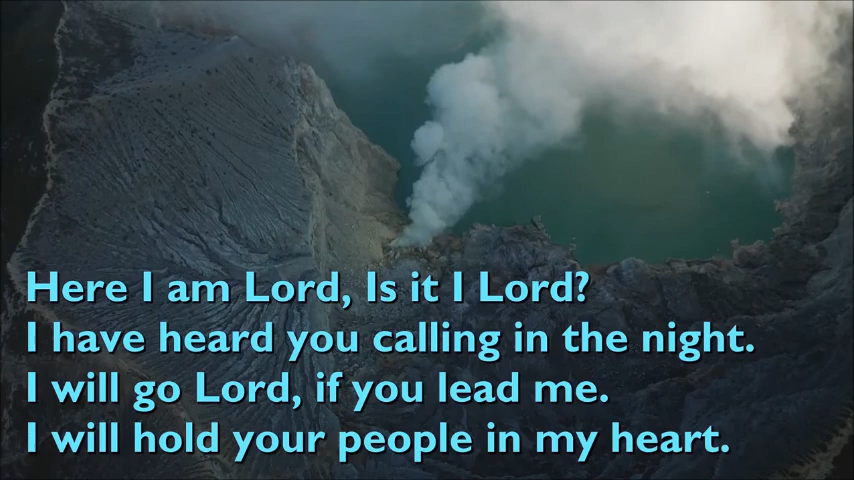 Here I am Lord, Is it I Lord?
I have heard you calling in the night.
I will go Lord, if you lead me.
I will hold your people in my heart.